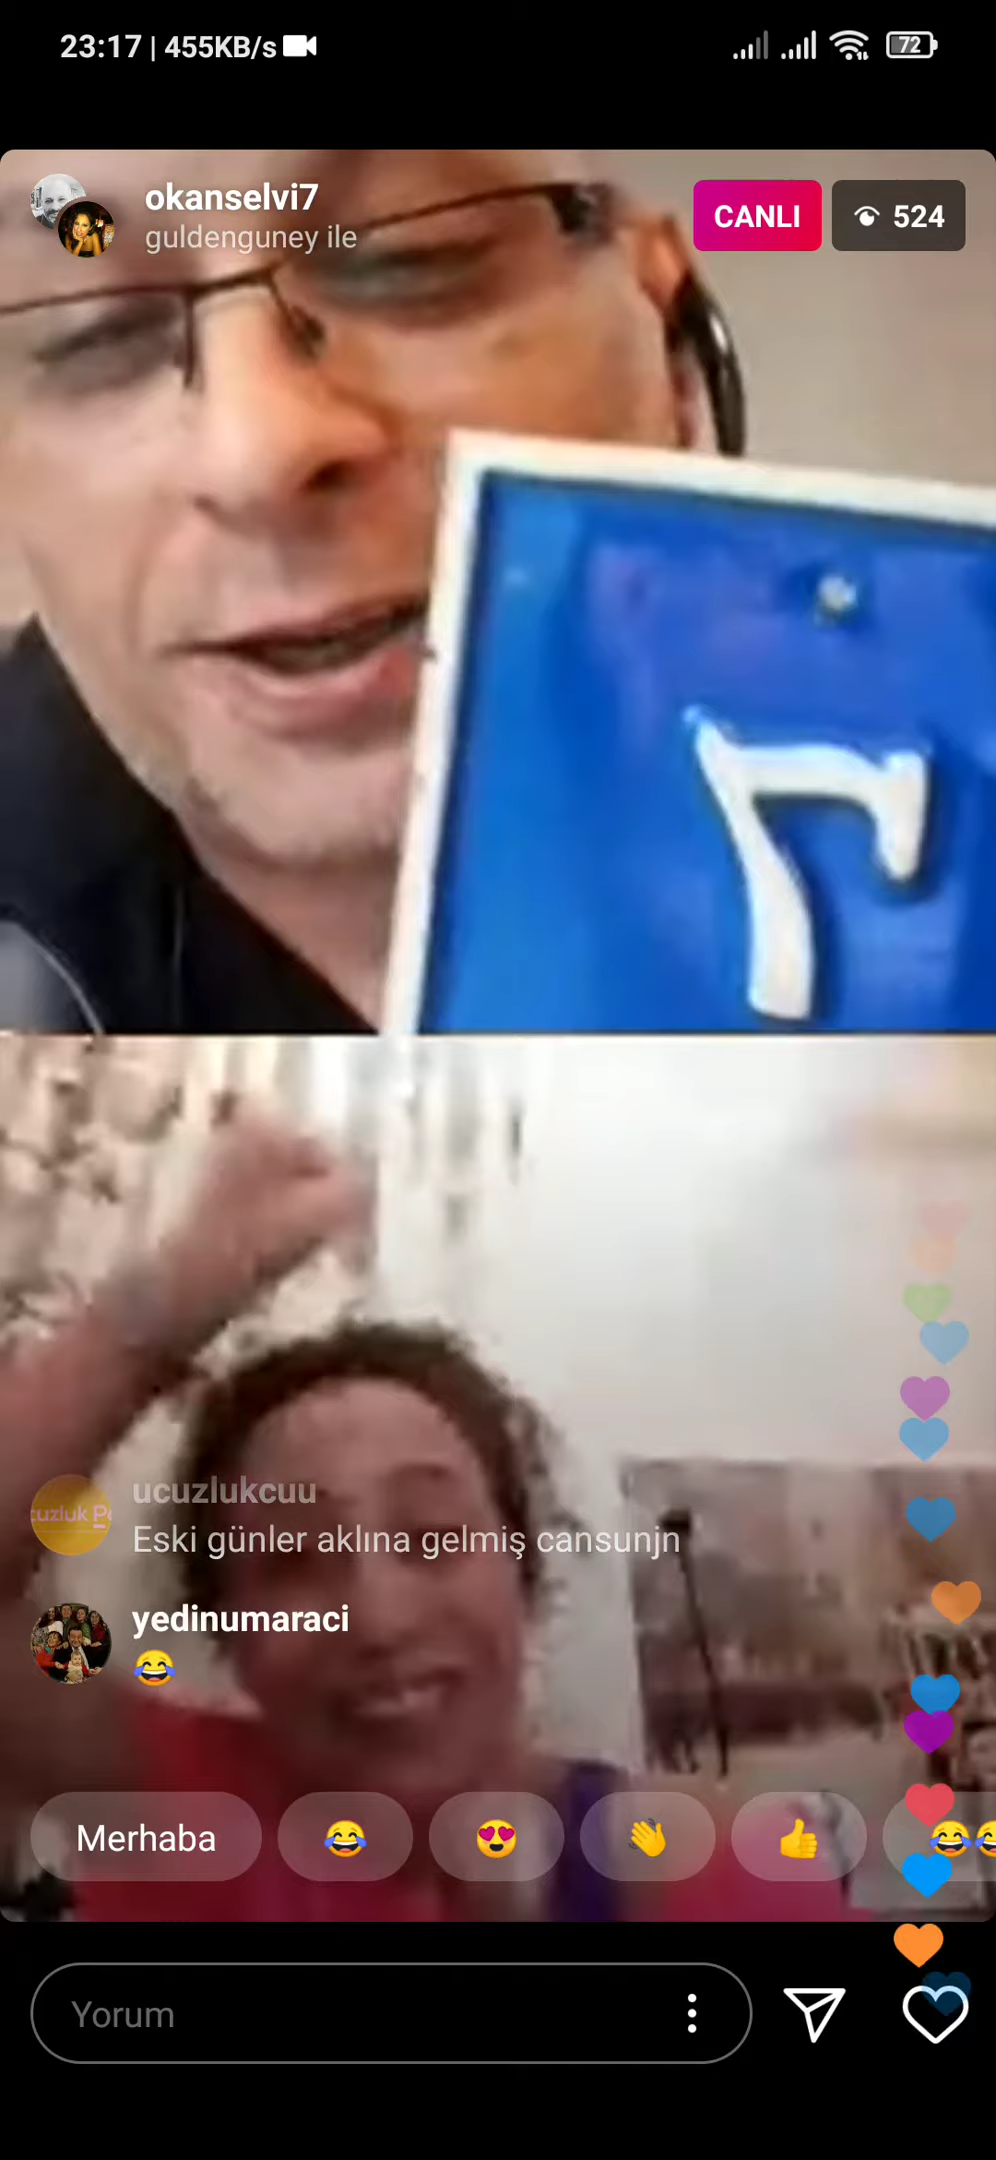 23:17 | 455KB/s
72
okanselvi7
guldenguney ile
CANLI
524
7
ucuzlukcuu
Eski günler aklına gelmiş cansunjn
yedinumaraci
😂
Merhaba 😂 😍 👋 👍 😂😂
Yorum